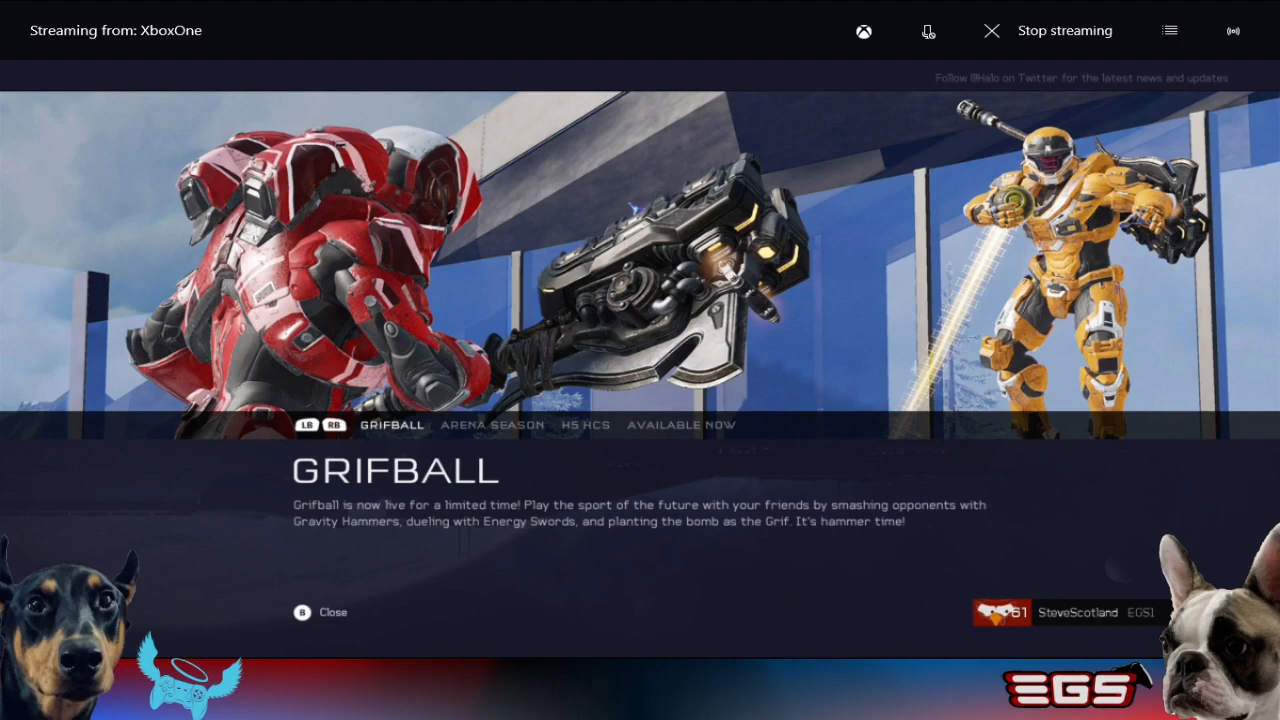 Streaming from: XboxOne
Stop streaming
Follow @Halo on Twitter for the latest news and updates
LB RB GRIFBALL ARENA SEASON H5 HCS AVAILABLE NOW
GRIFBALL
Grifball is now live for a limited time! Play the sport of the future with your friends by smashing opponents with
Gravity Hammers, dueling with Energy Swords, and planting the bomb as the Grif. It's hammer time!
B Close
61 SteveScotland EGS1
EGS